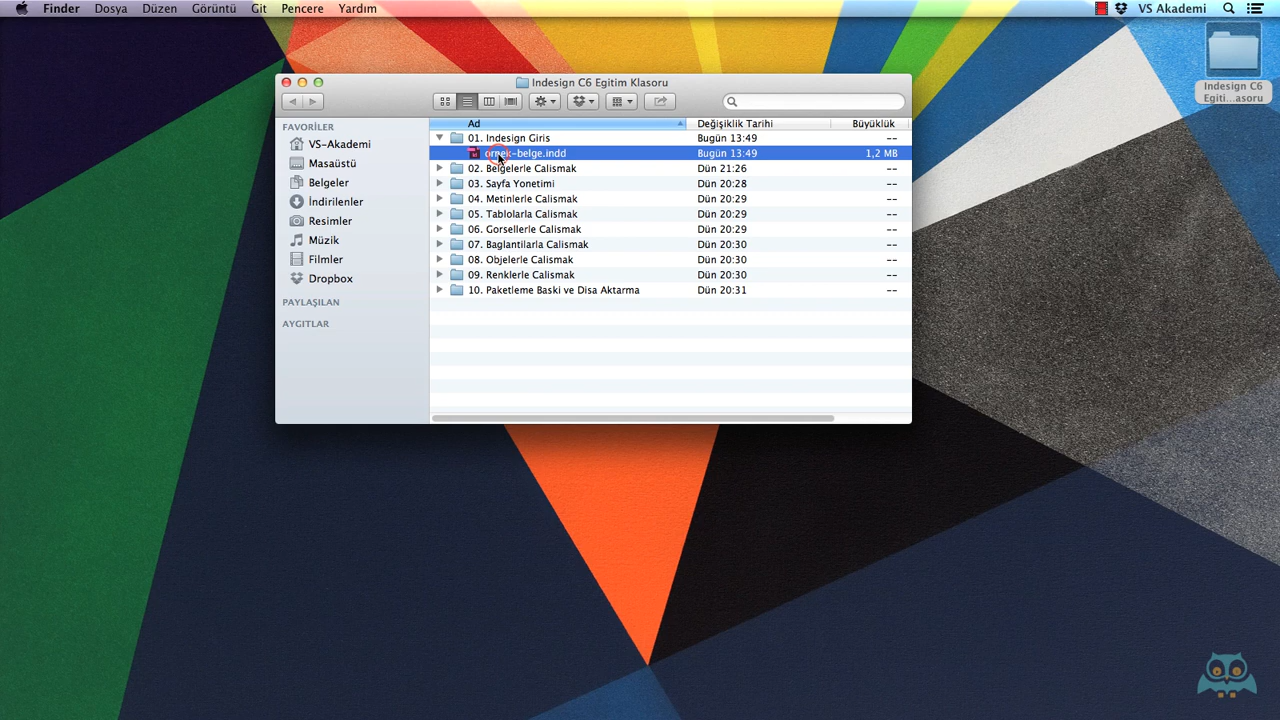 Finder Dosya Düzen Görüntü Git Pencere Yardım VS Akademi
Indesign C6
Egiti...asoru
Indesign C6 Egitim Klasoru
FAVORİLER
VS-Akademi
Masaüstü
Belgeler
İndirilenler
Resimler
Müzik
Filmler
Dropbox
PAYLAŞILAN
AYGITLAR
Ad Değişiklik Tarihi Büyüklük
01. Indesign Giris Bugün 13:49 --
ornek-belge.indd Bugün 13:49 1,2 MB
02. Belgelerle Calismak Dün 21:26 --
03. Sayfa Yonetimi Dün 20:28 --
04. Metinlerle Calismak Dün 20:29 --
05. Tablolarla Calismak Dün 20:29 --
06. Gorsellerle Calismak Dün 20:29 --
07. Baglantilarla Calismak Dün 20:30 --
08. Objelerle Calismak Dün 20:30 --
09. Renklerle Calismak Dün 20:30 --
10. Paketleme Baski ve Disa Aktarma Dün 20:31 --